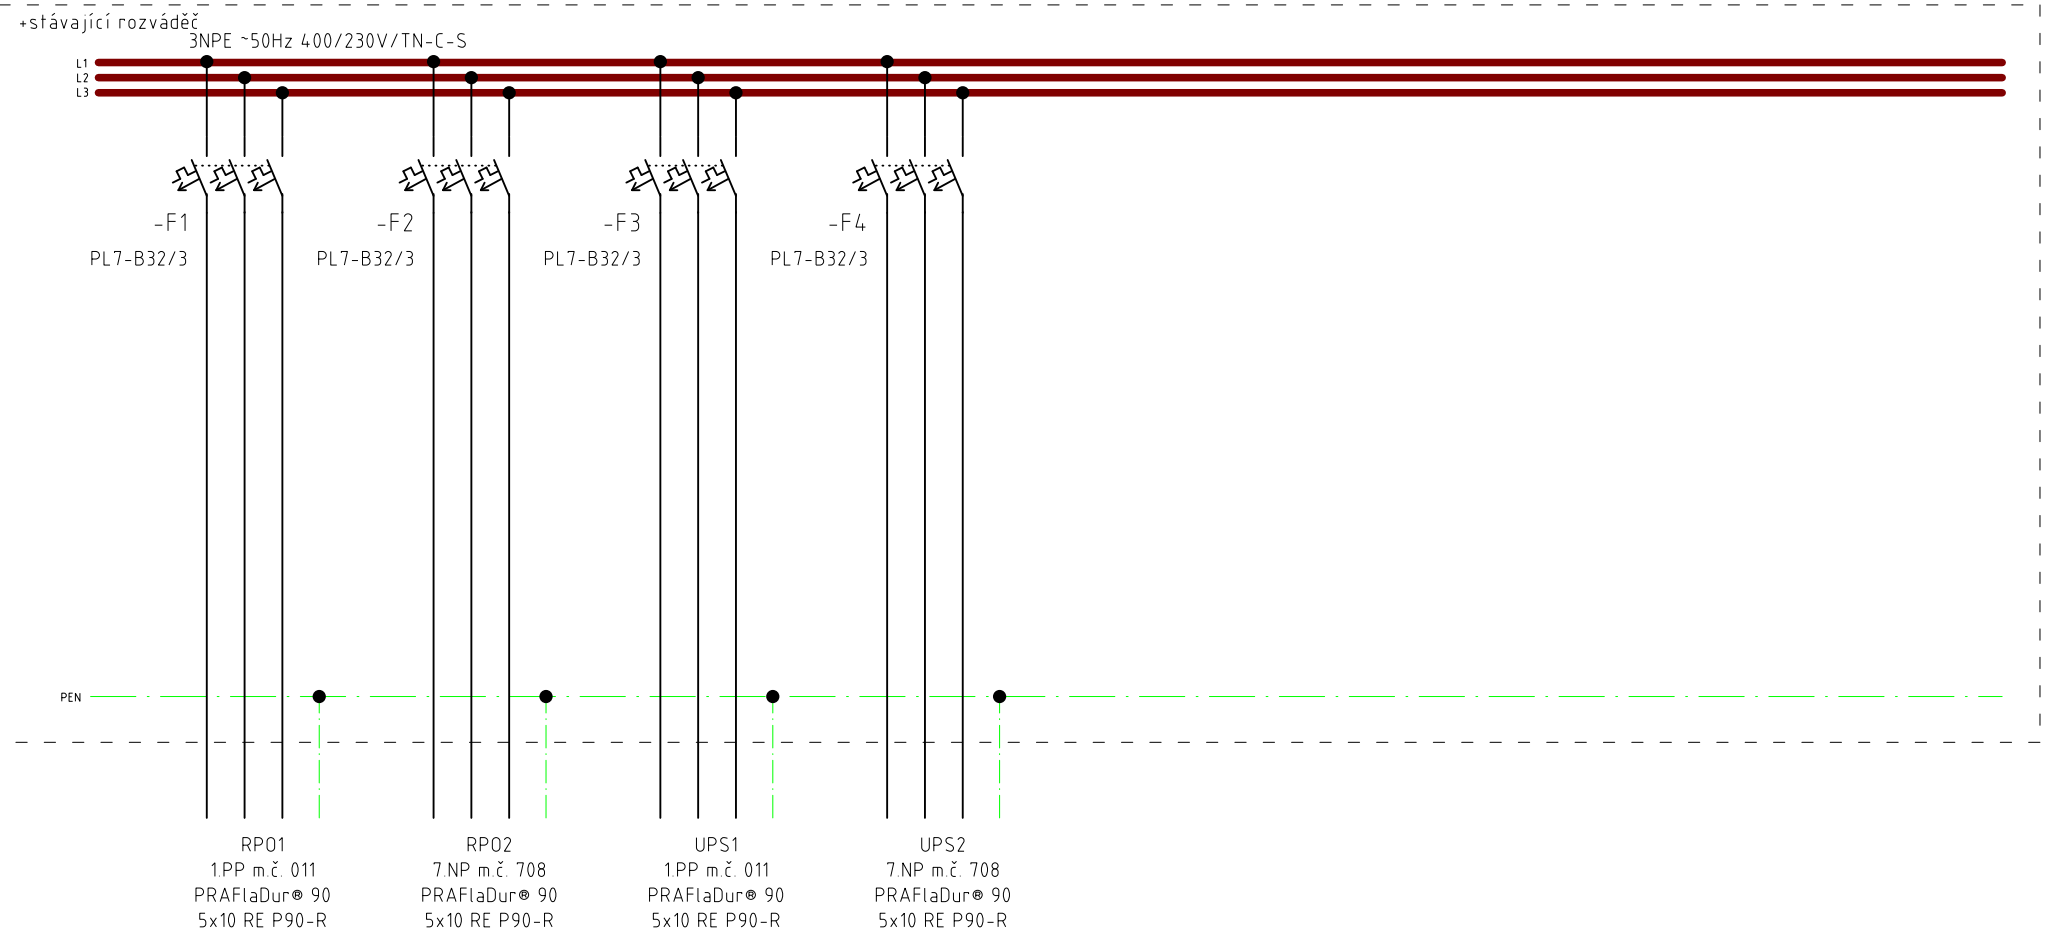 +stávající rozváděč
3NPE ~50Hz 400/230V/TN-C-S
L1
L2
L3
-F1
PL7-B32/3
-F2
PL7-B32/3
-F3
PL7-B32/3
-F4
PL7-B32/3
PEN
RPO1
1.PP m.č. 011
PRAFlaDur® 90
5x10 RE P90-R
RPO2
7.NP m.č. 708
PRAFlaDur® 90
5x10 RE P90-R
UPS1
1.PP m.č. 011
PRAFlaDur® 90
5x10 RE P90-R
UPS2
7.NP m.č. 708
PRAFlaDur® 90
5x10 RE P90-R